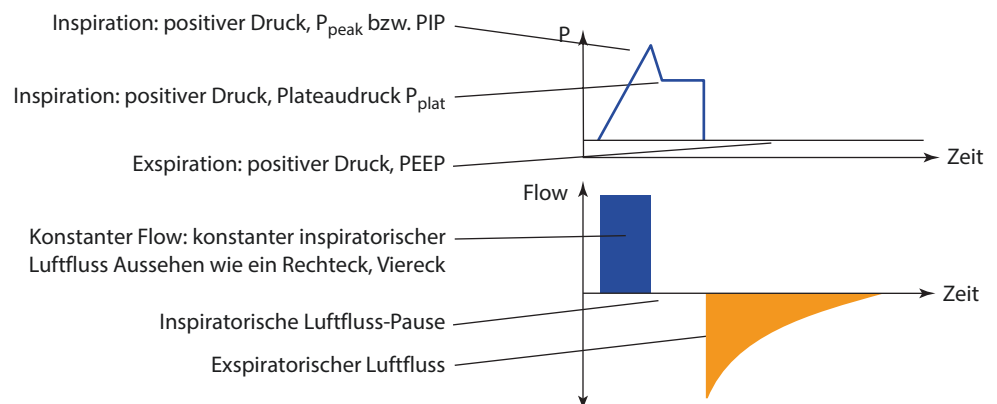 Inspiration: positiver Druck, Ppeak bzw. PIP
P
Inspiration: positiver Druck, Plateaudruck Pplat
Exspiration: positiver Druck, PEEP
Zeit
Flow
Konstanter Flow: konstanter inspiratorischer
Luftfluss Aussehen wie ein Rechteck, Viereck
Zeit
Inspiratorische Luftfluss-Pause
Exspiratorischer Luftfluss